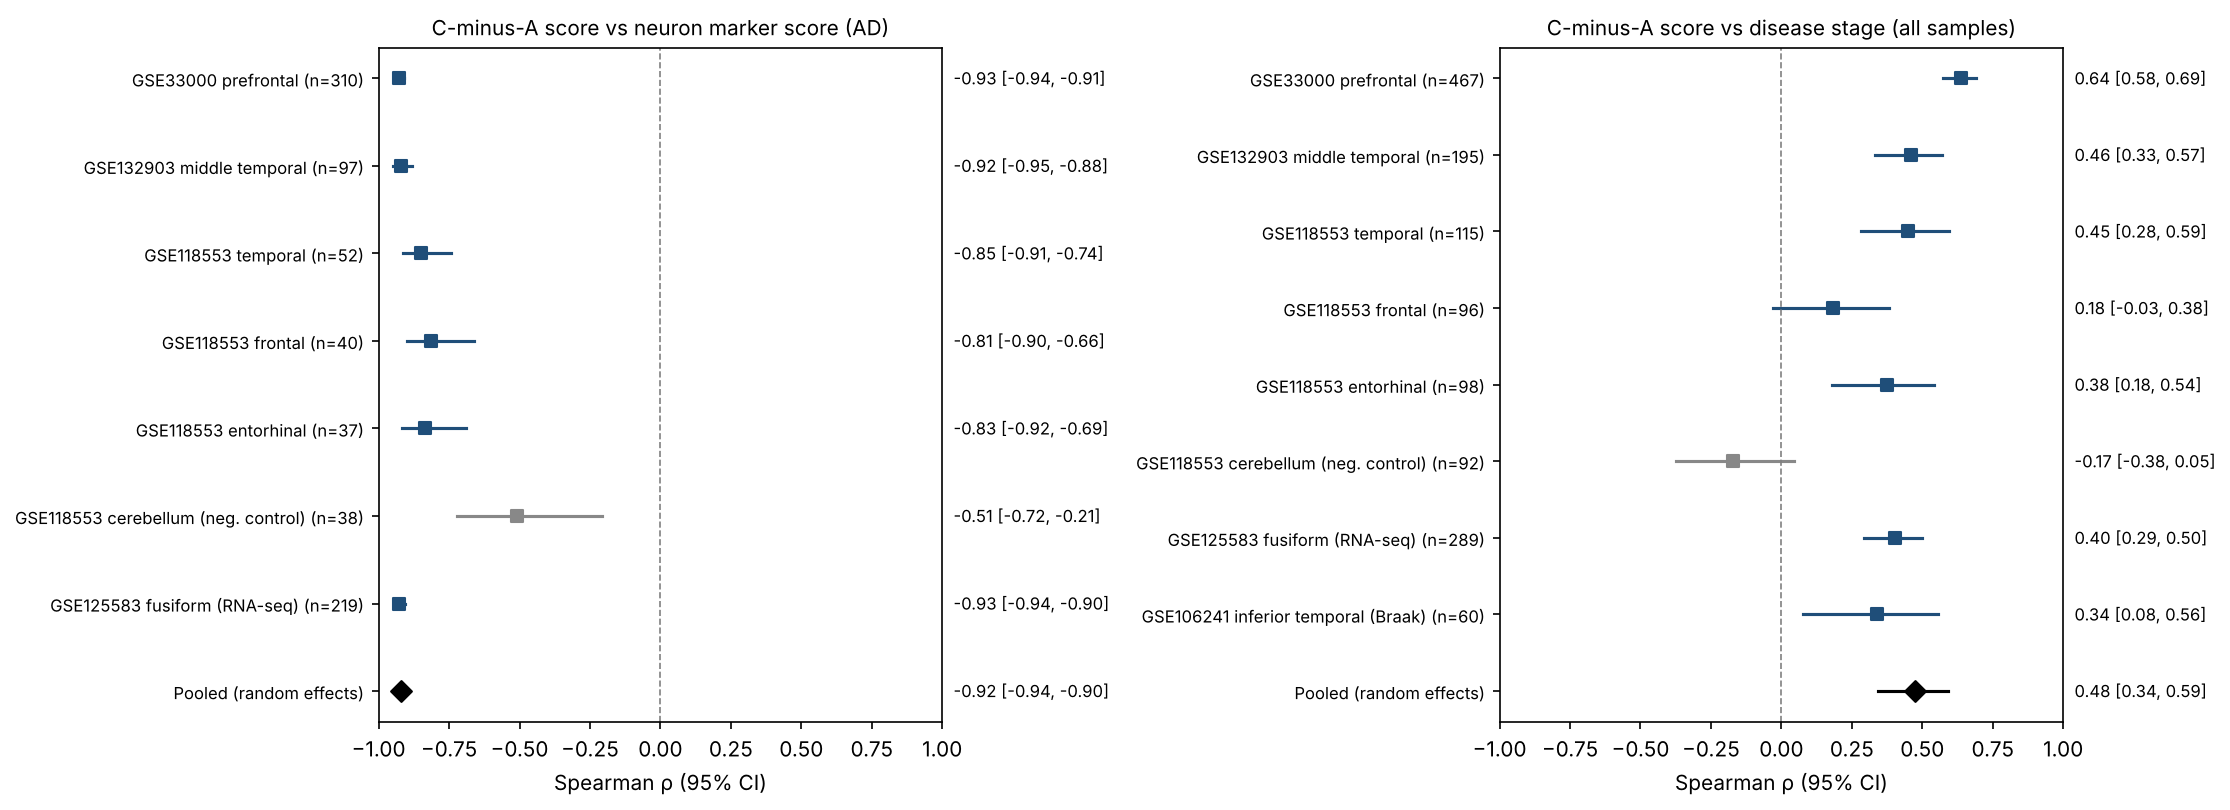 C-minus-A score vs neuron marker score (AD)
GSE33000 prefrontal (n=310)
-0.93 [-0.94, -0.91]
GSE132903 middle temporal (n=97)
-0.92 [-0.95, -0.88]
GSE118553 temporal (n=52)
-0.85 [-0.91, -0.74]
GSE118553 frontal (n=40)
-0.81 [-0.90, -0.66]
GSE118553 entorhinal (n=37)
-0.83 [-0.92, -0.69]
GSE118553 cerebellum (neg. control) (n=38)
-0.51 [-0.72, -0.21]
GSE125583 fusiform (RNA-seq) (n=219)
-0.93 [-0.94, -0.90]
Pooled (random effects)
-0.92 [-0.94, -0.90]
−1.00 −0.75 −0.50 −0.25 0.00 0.25 0.50 0.75 1.00
Spearman ρ (95% CI)
C-minus-A score vs disease stage (all samples)
GSE33000 prefrontal (n=467)
0.64 [0.58, 0.69]
GSE132903 middle temporal (n=195)
0.46 [0.33, 0.57]
GSE118553 temporal (n=115)
0.45 [0.28, 0.59]
GSE118553 frontal (n=96)
0.18 [-0.03, 0.38]
GSE118553 entorhinal (n=98)
0.38 [0.18, 0.54]
GSE118553 cerebellum (neg. control) (n=92)
-0.17 [-0.38, 0.05]
GSE125583 fusiform (RNA-seq) (n=289)
0.40 [0.29, 0.50]
GSE106241 inferior temporal (Braak) (n=60)
0.34 [0.08, 0.56]
Pooled (random effects)
0.48 [0.34, 0.59]
−1.00 −0.75 −0.50 −0.25 0.00 0.25 0.50 0.75 1.00
Spearman ρ (95% CI)